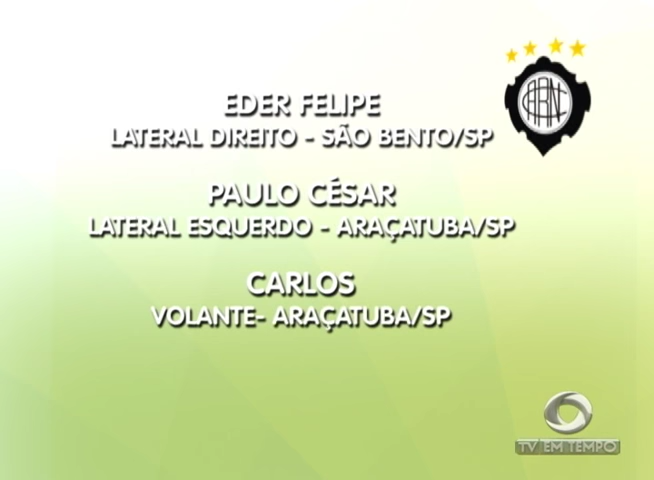 EDER FELIPE
LATERAL DIREITO - SÃO BENTO/SP
PAULO CÉSAR
LATERAL ESQUERDO - ARAÇATUBA/SP
CARLOS
VOLANTE- ARAÇATUBA/SP
TV EM TEMPO